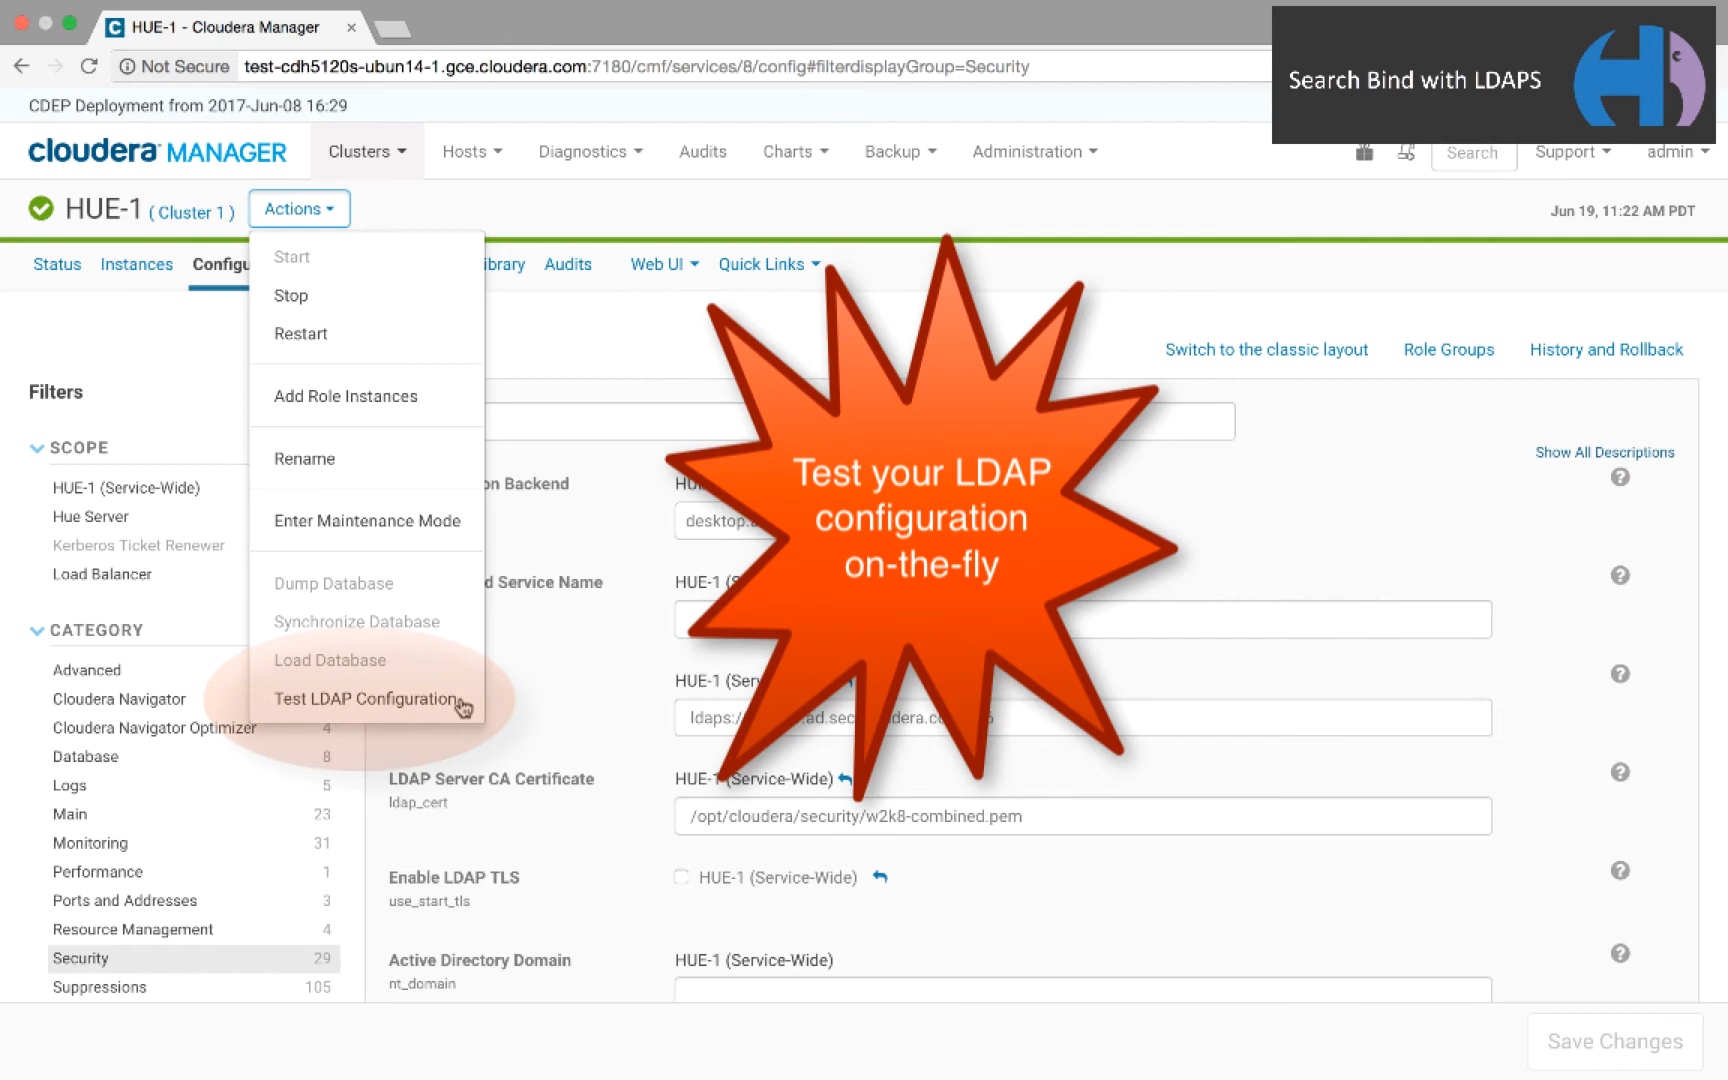 HUE-1 - Cloudera Manager
Not Secure test-cdh5120s-ubun14-1.gce.cloudera.com:7180/cmf/services/8/config#filterdisplayGroup=Security
Search Bind with LDAPS
CDEP Deployment from 2017-Jun-08 16:29
cloudera MANAGER Clusters Hosts Diagnostics Audits Charts Backup Administration Search Support admin
HUE-1 ( Cluster 1 ) Actions Jun 19, 11:22 AM PDT
Status Instances Configu ibrary Audits Web UI Quick Links
Start
Stop
Restart
Add Role Instances
Rename
Enter Maintenance Mode
Dump Database
Synchronize Database
Load Database
Test LDAP Configuration
Switch to the classic layout Role Groups History and Rollback
Filters
SCOPE
HUE-1 (Service-Wide)
Hue Server
Kerberos Ticket Renewer
Load Balancer
CATEGORY
Advanced
Cloudera Navigator
Cloudera Navigator Optimizer 4
Database 8
Logs 5
Main 23
Monitoring 31
Performance 1
Ports and Addresses 3
Resource Management 4
Security 29
Suppressions 105
Show All Descriptions
on Backend
desktop.
d Service Name HUE-1 (S
HUE-1 (Serv
ldaps:/ ad.sec dera.c
Test your LDAP
configuration
on-the-fly
LDAP Server CA Certificate HUE-1 (Service-Wide)
ldap_cert
/opt/cloudera/security/w2k8-combined.pem
Enable LDAP TLS HUE-1 (Service-Wide)
use_start_tls
Active Directory Domain HUE-1 (Service-Wide)
nt_domain
Save Changes